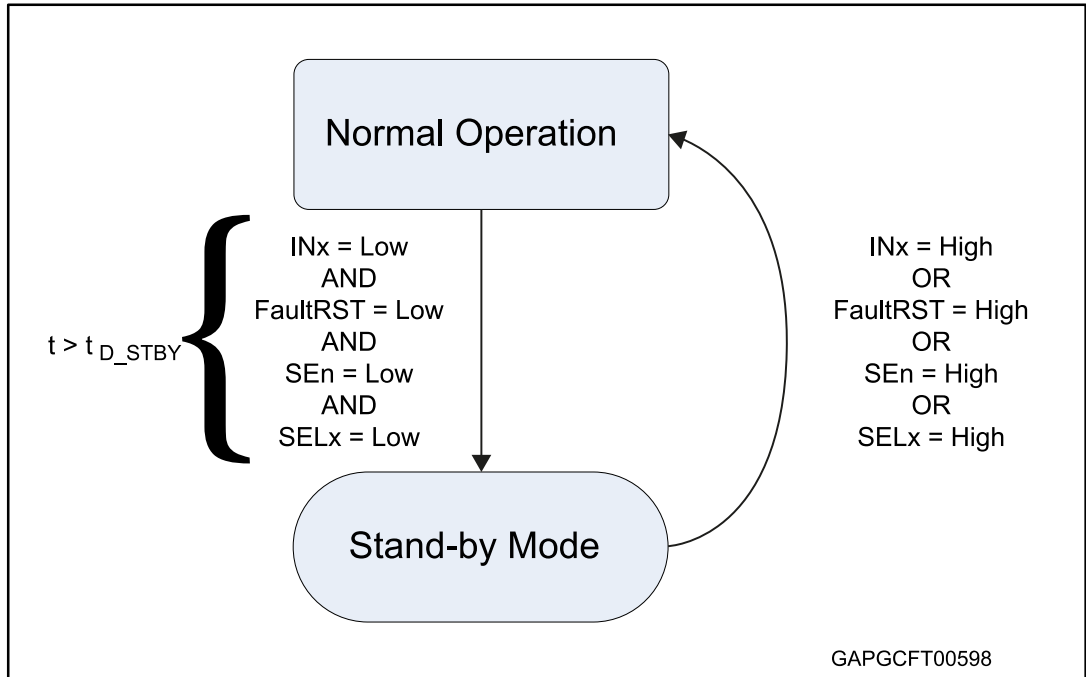 Normal Operation
INx = Low
AND
FaultRST = Low
AND
SEn = Low
AND
SELx = Low
t > t D_STBY
INx = High
OR
FaultRST = High
OR
SEn = High
OR
SELx = High
Stand-by Mode
GAPGCFT00598